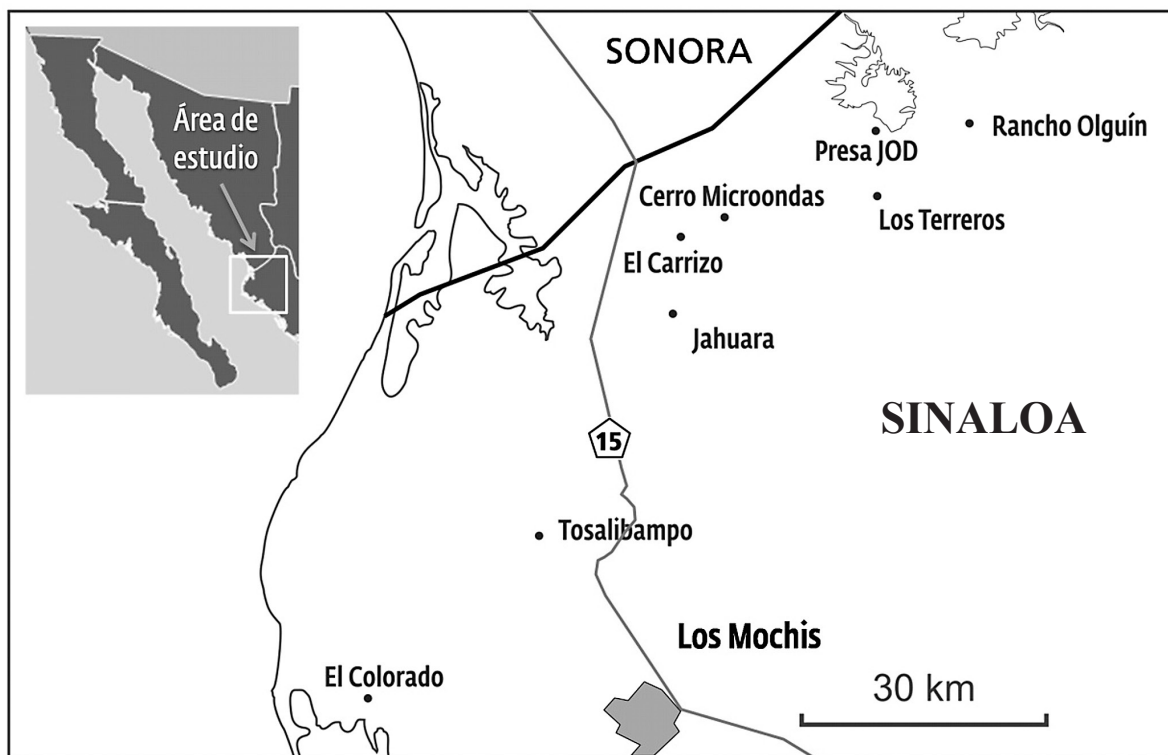 SONORA
Área de
estudio
Presa JOD
Rancho Olguín
Cerro Microondas
Los Terreros
El Carrizo
Jahuara
SINALOA
15
Tosalibampo
Los Mochis
El Colorado
30 km